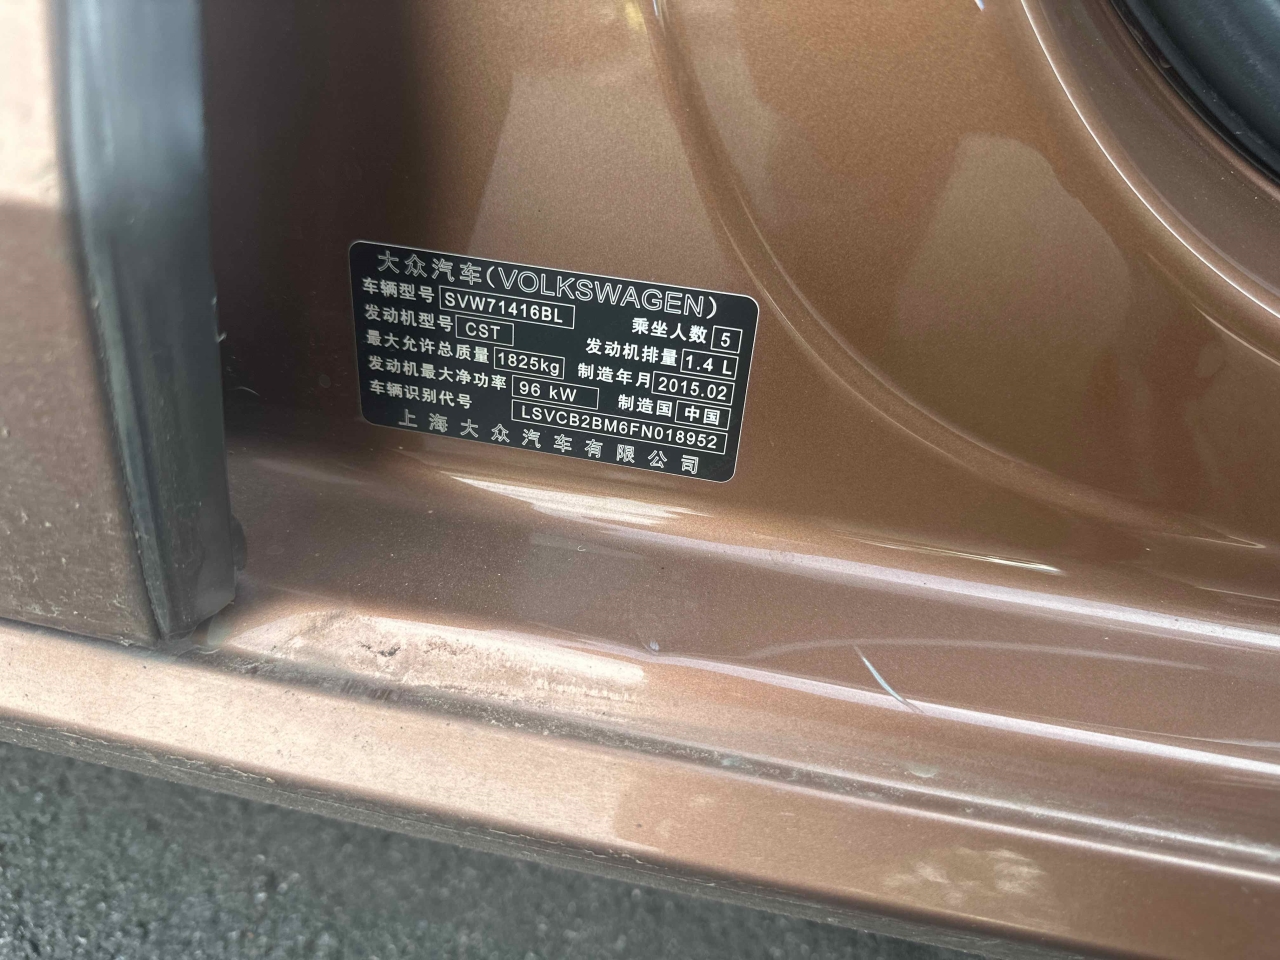 大众汽车(VOLKSWAGEN)
车辆型号 SVW71416BL 乘坐人数 5
发动机型号 CST 发动机排量 1.4 L
最大允许总质量 1825kg 制造年月 2015.02
发动机最大净功率 96 kW 制造国 中国
车辆识别代号 LSVCB2BM6FN018952
上海大众汽车有限公司